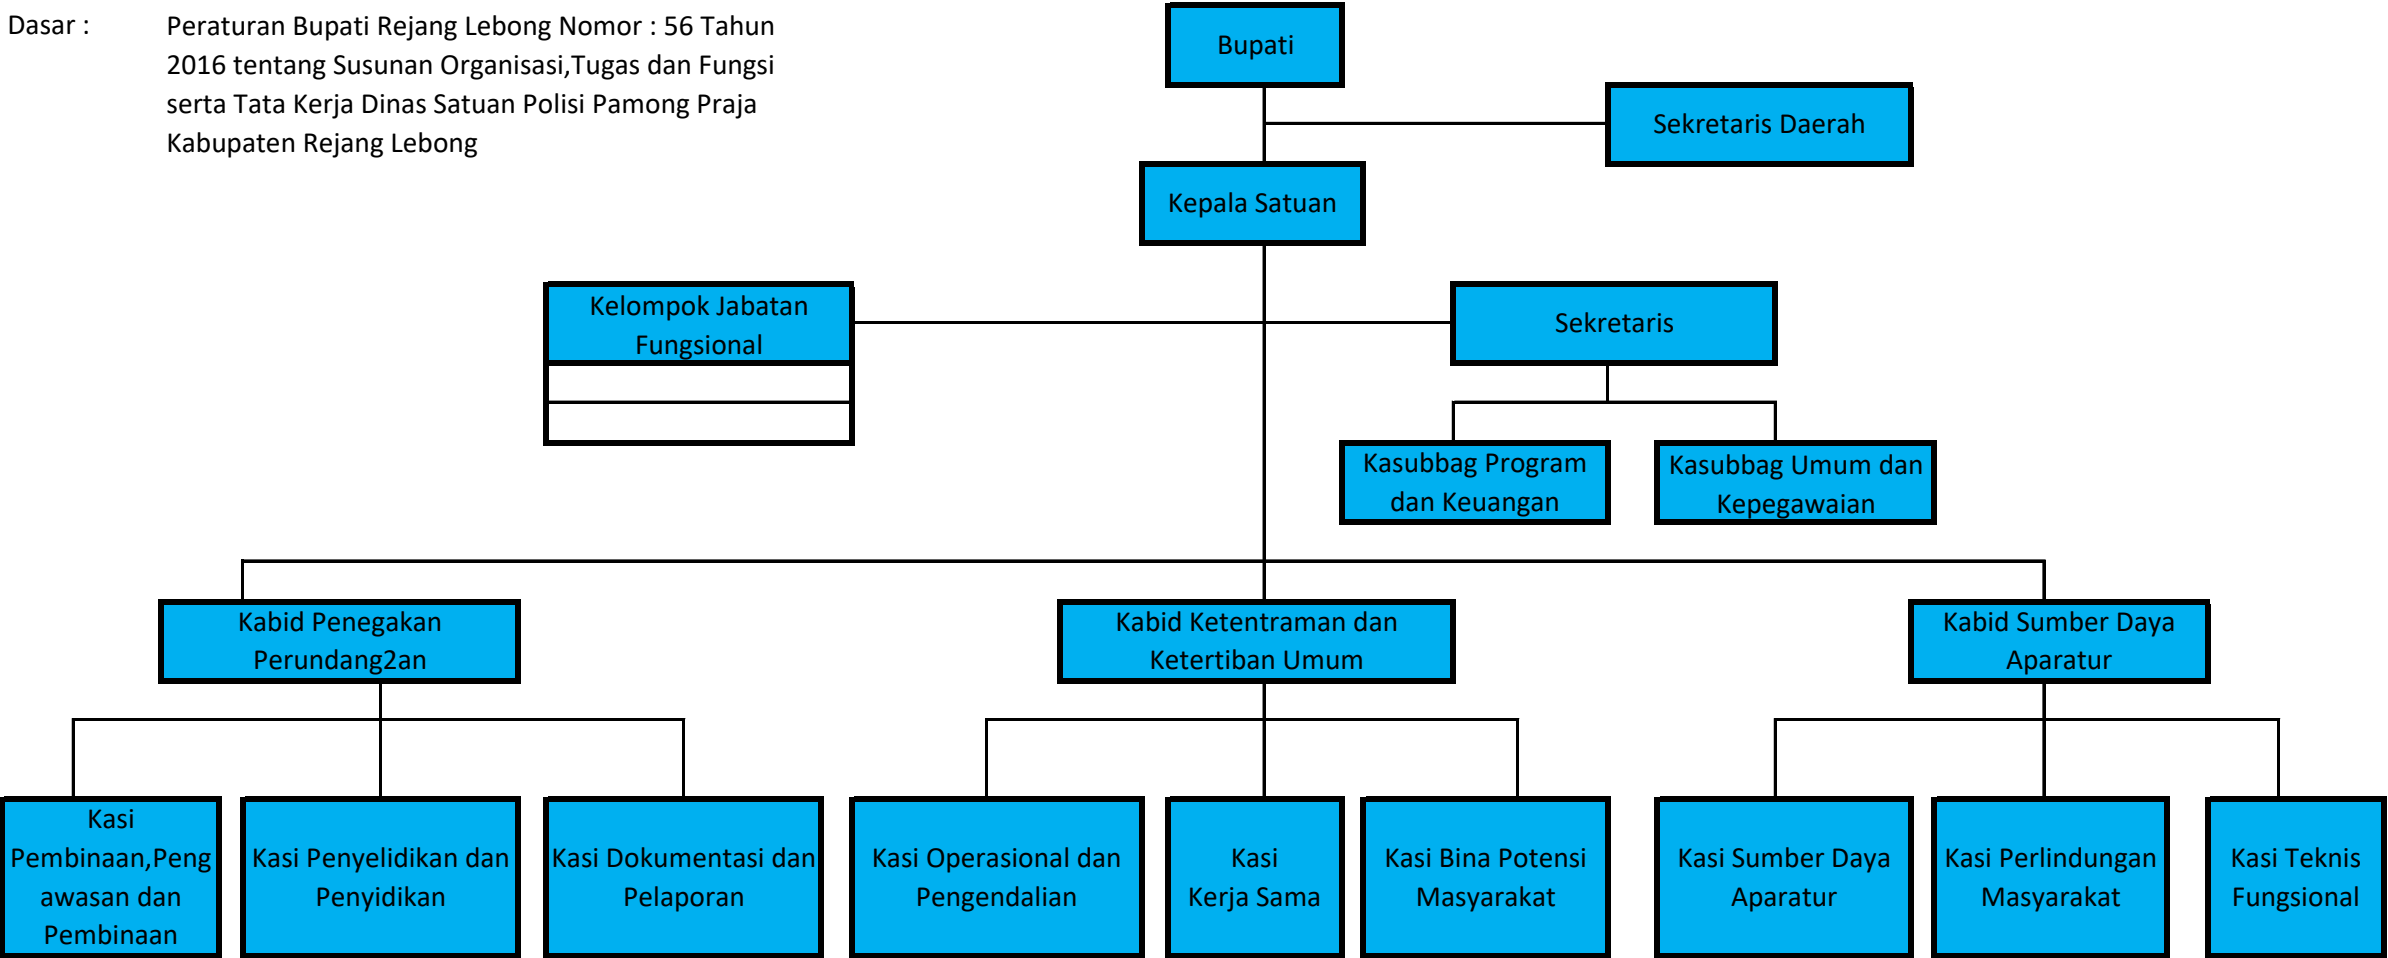 Dasar :
Peraturan Bupati Rejang Lebong Nomor : 56 Tahun
2016 tentang Susunan Organisasi,Tugas dan Fungsi
serta Tata Kerja Dinas Satuan Polisi Pamong Praja
Kabupaten Rejang Lebong
Bupati
Sekretaris Daerah
Kepala Satuan
Kelompok Jabatan
Fungsional
Sekretaris
Kasubbag Program
dan Keuangan
Kasubbag Umum dan
Kepegawaian
Kabid Penegakan
Perundang2an
Kabid Ketentraman dan
Ketertiban Umum
Kabid Sumber Daya
Aparatur
Kasi
Pembinaan,Peng
awasan dan
Pembinaan
Kasi Penyelidikan dan
Penyidikan
Kasi Dokumentasi dan
Pelaporan
Kasi Operasional dan
Pengendalian
Kasi
Kerja Sama
Kasi Bina Potensi
Masyarakat
Kasi Sumber Daya
Aparatur
Kasi Perlindungan
Masyarakat
Kasi Teknis
Fungsional